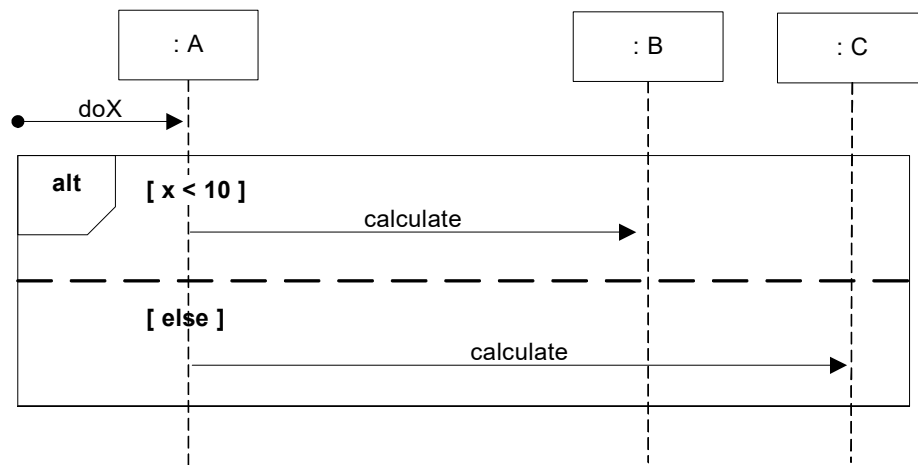 : A
: B
: C
doX
alt
[ x < 10 ]
calculate
[ else ]
calculate